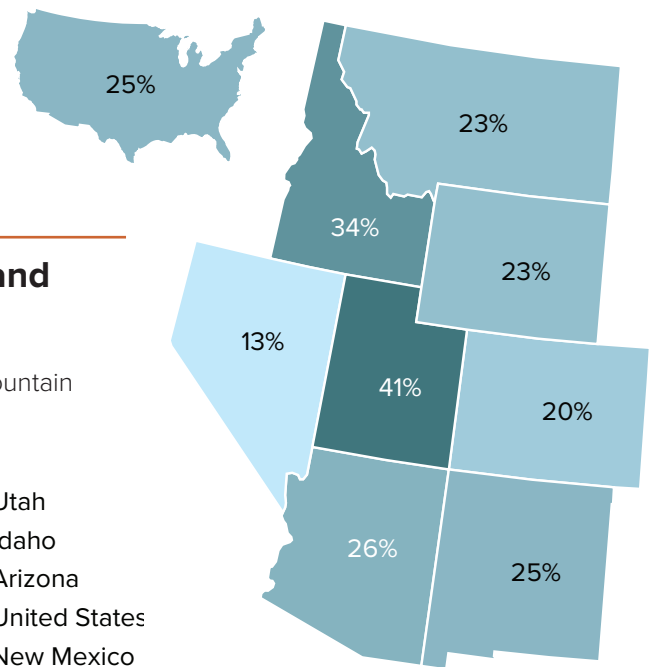 25%
23%
34%
23%
and
13%
ountain
41%
20%
Utah
daho
Arizona
26%
United States
25%
New Mexico